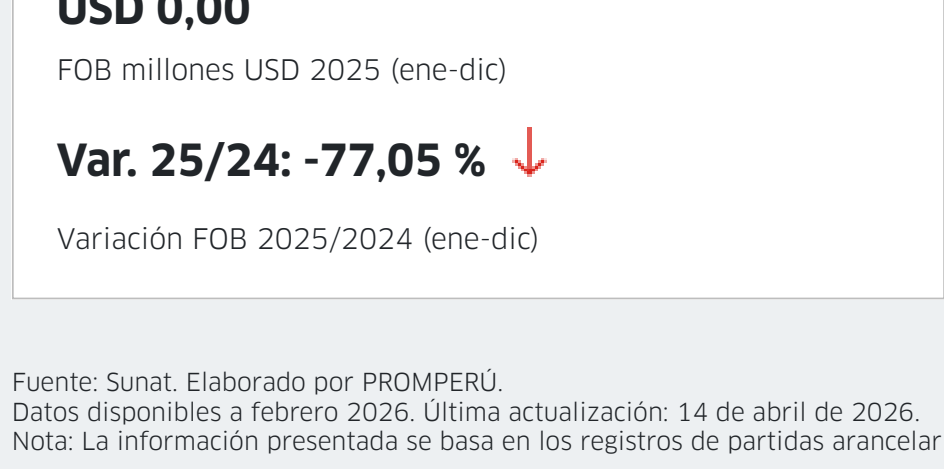 USD 0,00
FOB millones USD 2025 (ene-dic)
Var. 25/24: -77,05 %
Variación FOB 2025/2024 (ene-dic)
Fuente: Sunat. Elaborado por PROMPERÚ.
Datos disponibles a febrero 2026. Última actualización: 14 de abril de 2026.
Nota: La información presentada se basa en los registros de partidas arancelar